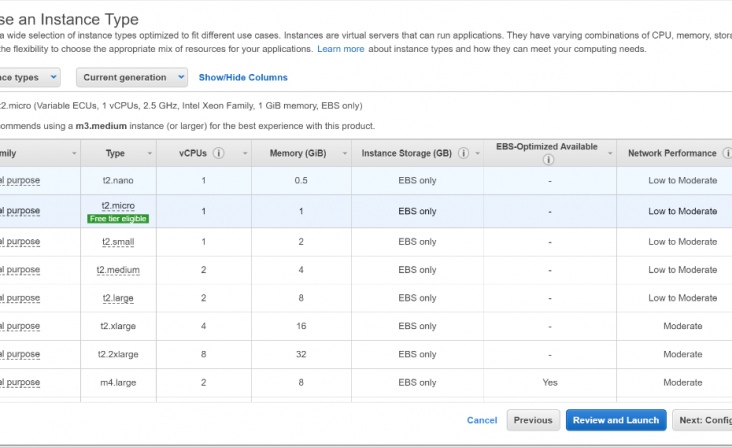 se an Instance Type
a wide selection of instance types optimized to fit different use cases. Instances are virtual servers that can run applications. They have varying combinations of CPU, memory, stora
the flexibility to choose the appropriate mix of resources for your applications. Learn more about instance types and how they can meet your computing needs.
nce types Current generation Show/Hide Columns
t2.micro (Variable ECUs, 1 vCPUs, 2.5 GHz, Intel Xeon Family, 1 GiB memory, EBS only)
ommends using a m3.medium instance (or larger) for the best experience with this product.
mily Type vCPUs Memory (GiB) Instance Storage (GB) EBS-Optimized Available Network Performance
al purpose t2.nano 1 0.5 EBS only - Low to Moderate
al purpose t2.micro 1 1 EBS only - Low to Moderate
Free tier eligible
al purpose t2.small 1 2 EBS only - Low to Moderate
al purpose t2.medium 2 4 EBS only - Low to Moderate
al purpose t2.large 2 8 EBS only - Low to Moderate
al purpose t2.xlarge 4 16 EBS only - Moderate
al purpose t2.2xlarge 8 32 EBS only - Moderate
al purpose m4.large 2 8 EBS only Yes Moderate
Cancel Previous Review and Launch Next: Config